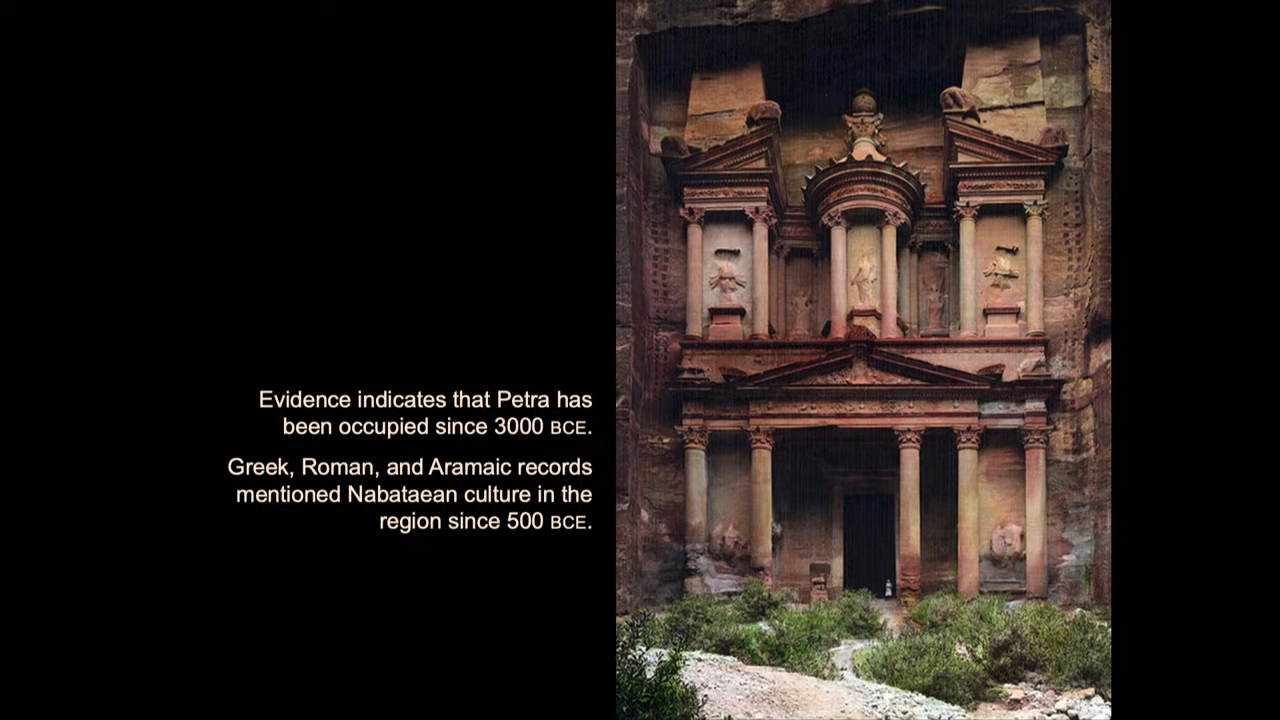 Evidence indicates that Petra has
been occupied since 3000 BCE.
Greek, Roman, and Aramaic records
mentioned Nabataean culture in the
region since 500 BCE.